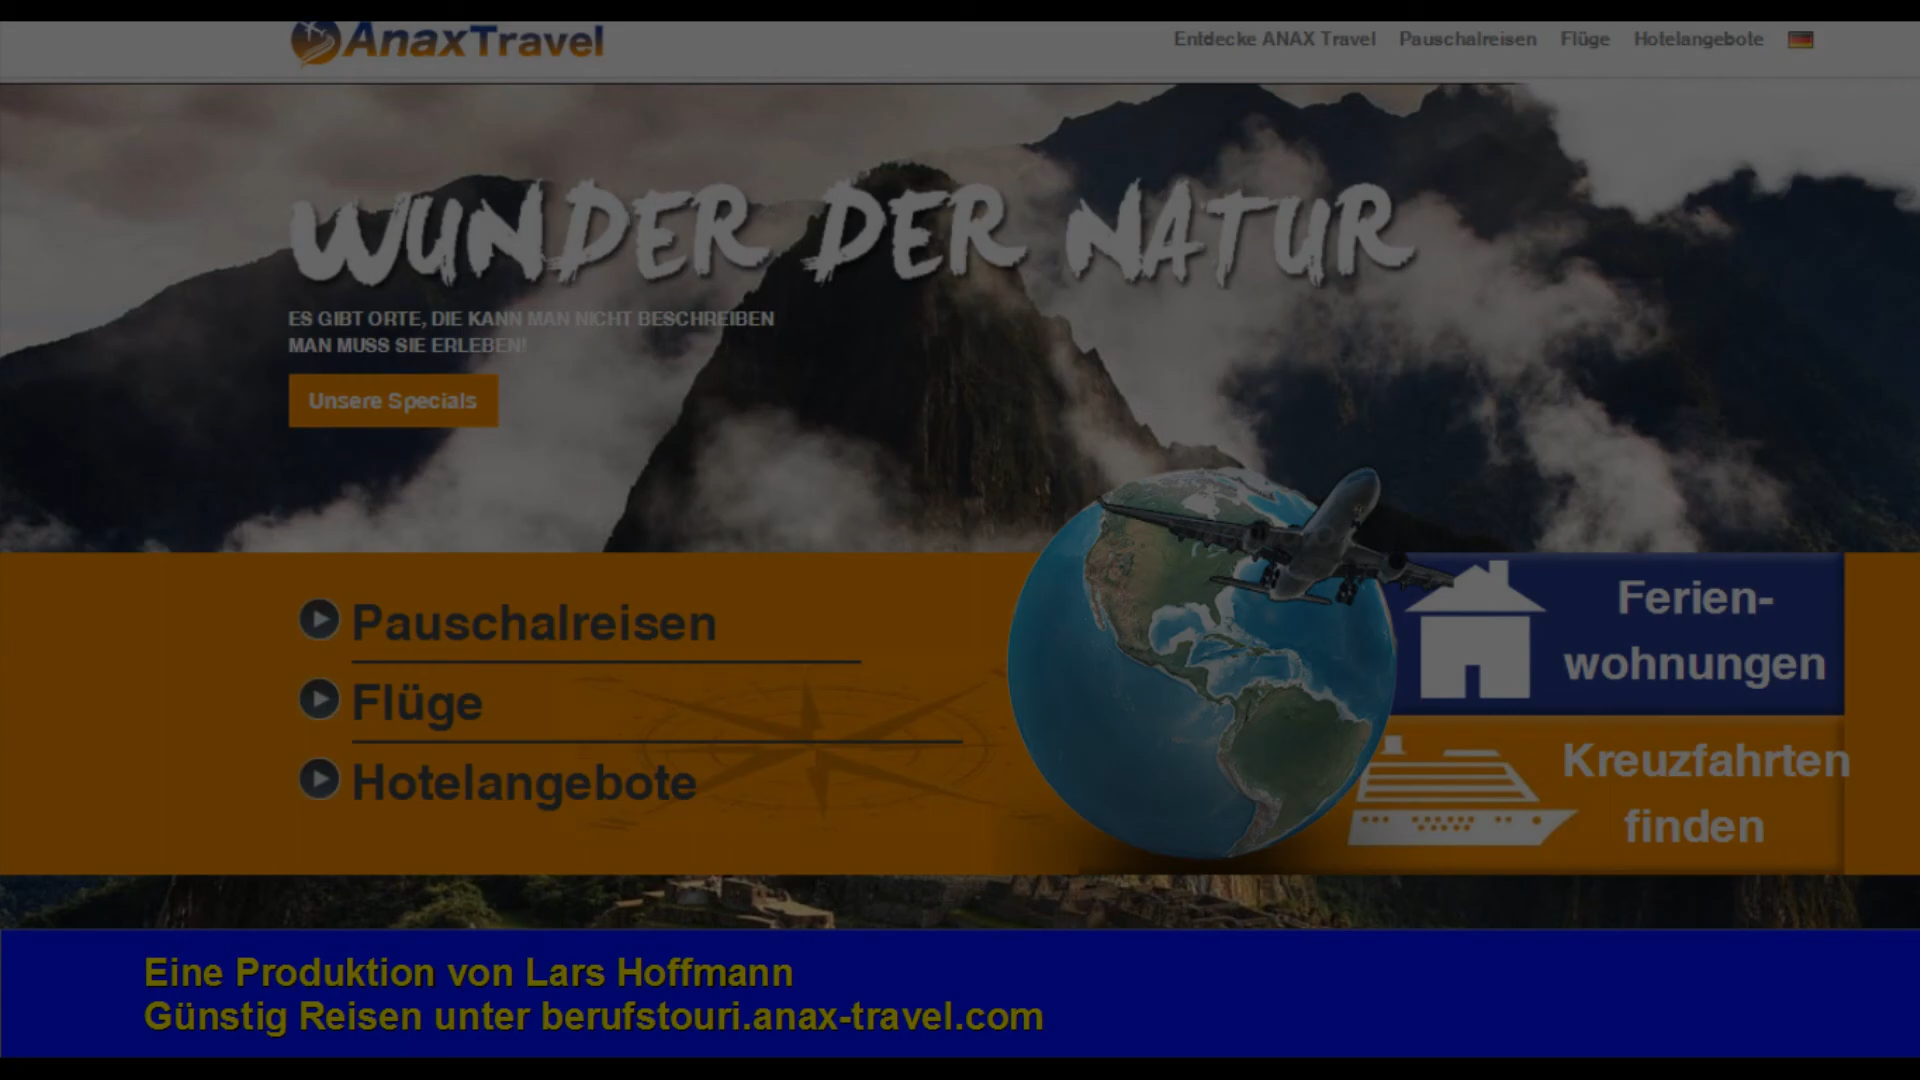 AnaxTravel
Entdecke ANAX Travel Pauschalreisen Flüge Hotelangebote
WUNDER DER NATUR
ES GIBT ORTE, DIE KANN MAN NICHT BESCHREIBEN
MAN MUSS SIE ERLEBEN!
Unsere Specials
Pauschalreisen
Flüge
Hotelangebote
Ferien-
wohnungen
Kreuzfahrten
finden
Eine Produktion von Lars Hoffmann
Günstig Reisen unter berufstouri.anax-travel.com